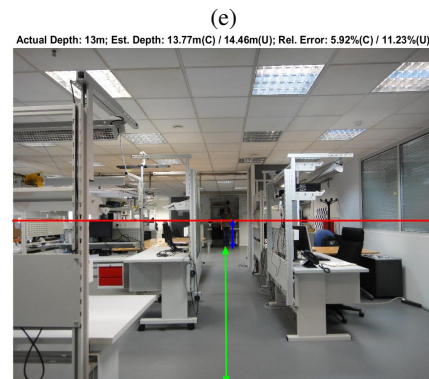 (e)
Actual Depth: 13m; Est. Depth: 13.77m(C) / 14.46m(U); Rel. Error: 5.92%(C) / 11.23%(U)